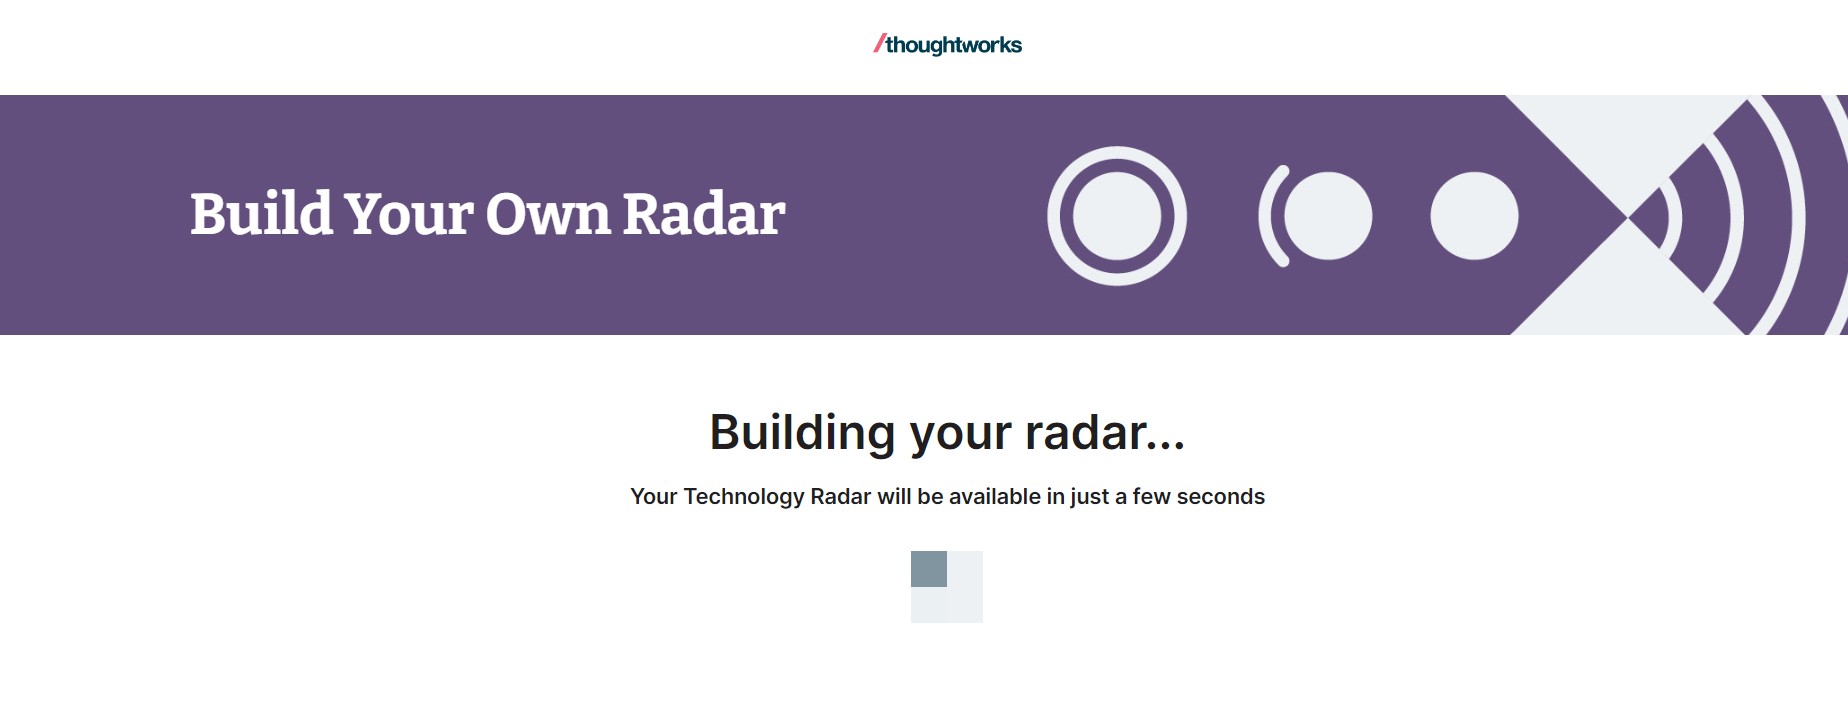 /thoughtworks
Build Your Own Radar
Building your radar...
Your Technology Radar will be available in just a few seconds